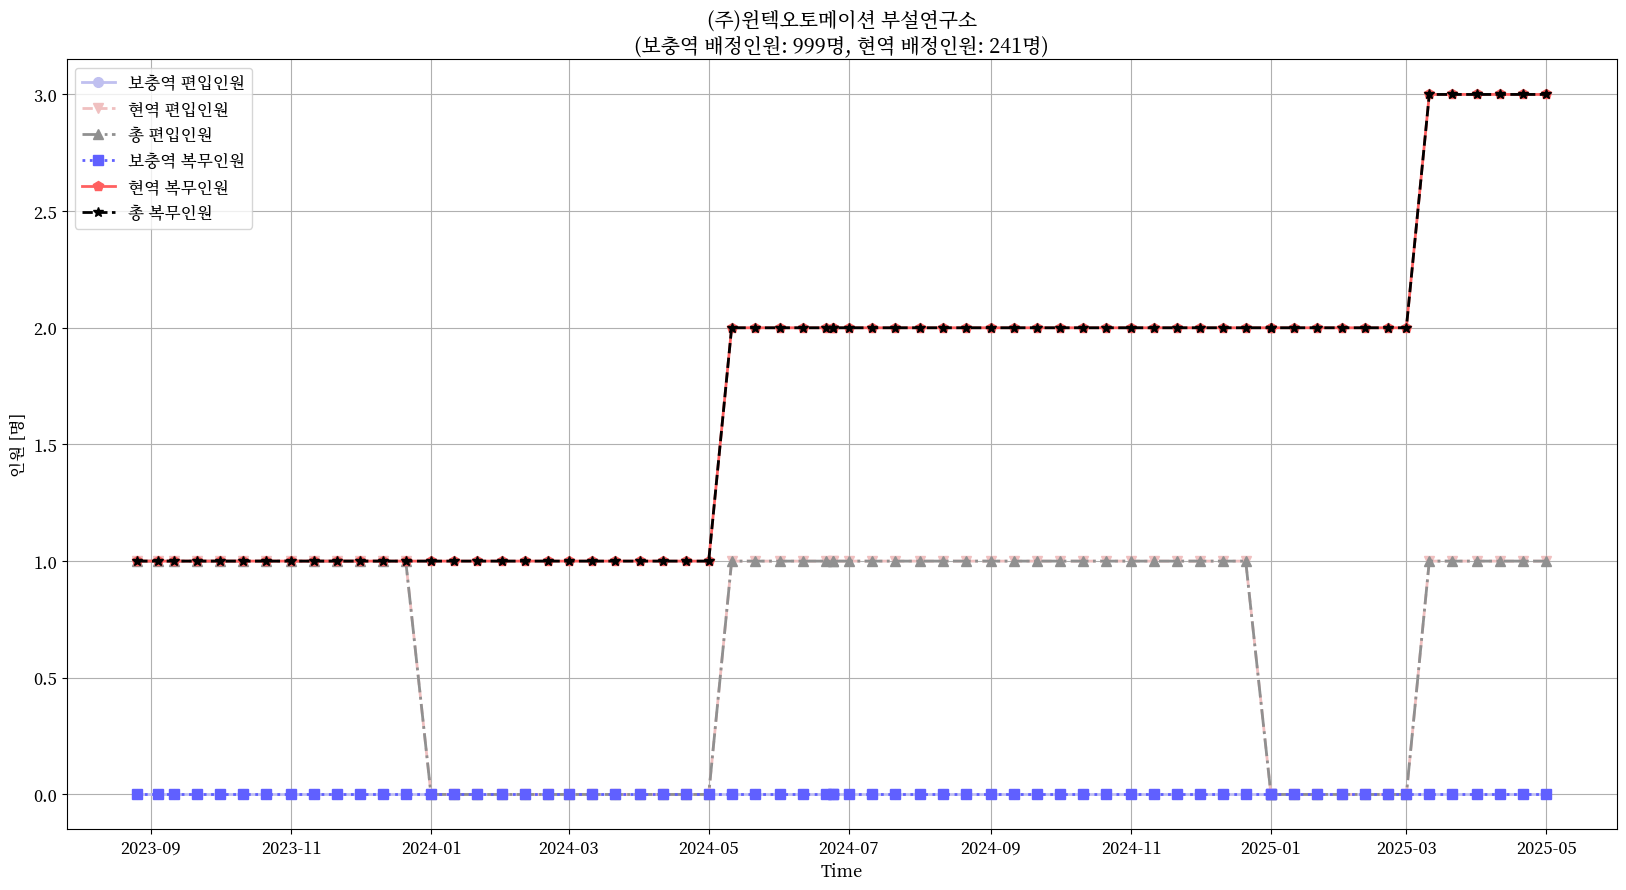 (주)윈텍오토메이션 부설연구소
(보충역 배정인원: 999명, 현역 배정인원: 241명)
보충역 편입인원
현역 편입인원
총 편입인원
보충역 복무인원
현역 복무인원
총 복무인원
3.0
2.5
2.0
1.5
1.0
0.5
0.0
인원 [명]
2023-09
2023-11
2024-01
2024-03
2024-05
2024-07
2024-09
2024-11
2025-01
2025-03
2025-05
Time